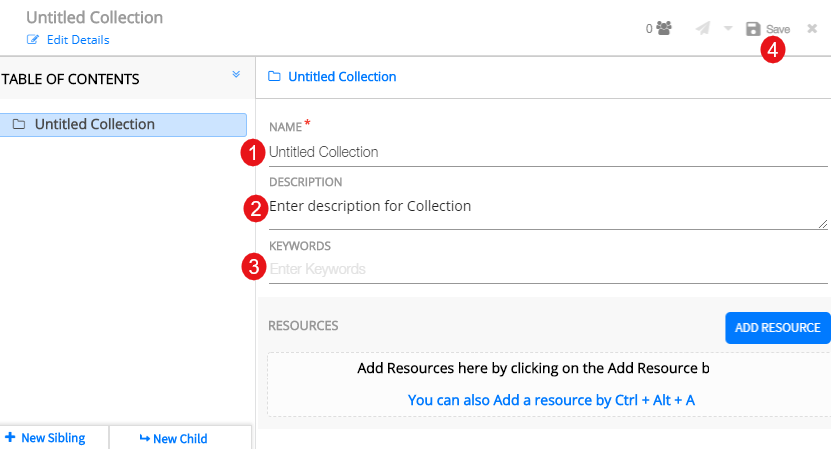 Untitled Collection
Edit Details
0
Save
4
TABLE OF CONTENTS
Untitled Collection
Untitled Collection
NAME *
1 Untitled Collection
DESCRIPTION
2 Enter description for Collection
KEYWORDS
3 Enter Keywords
RESOURCES
ADD RESOURCE
Add Resources here by clicking on the Add Resource b
You can also Add a resource by Ctrl + Alt + A
+ New Sibling
New Child